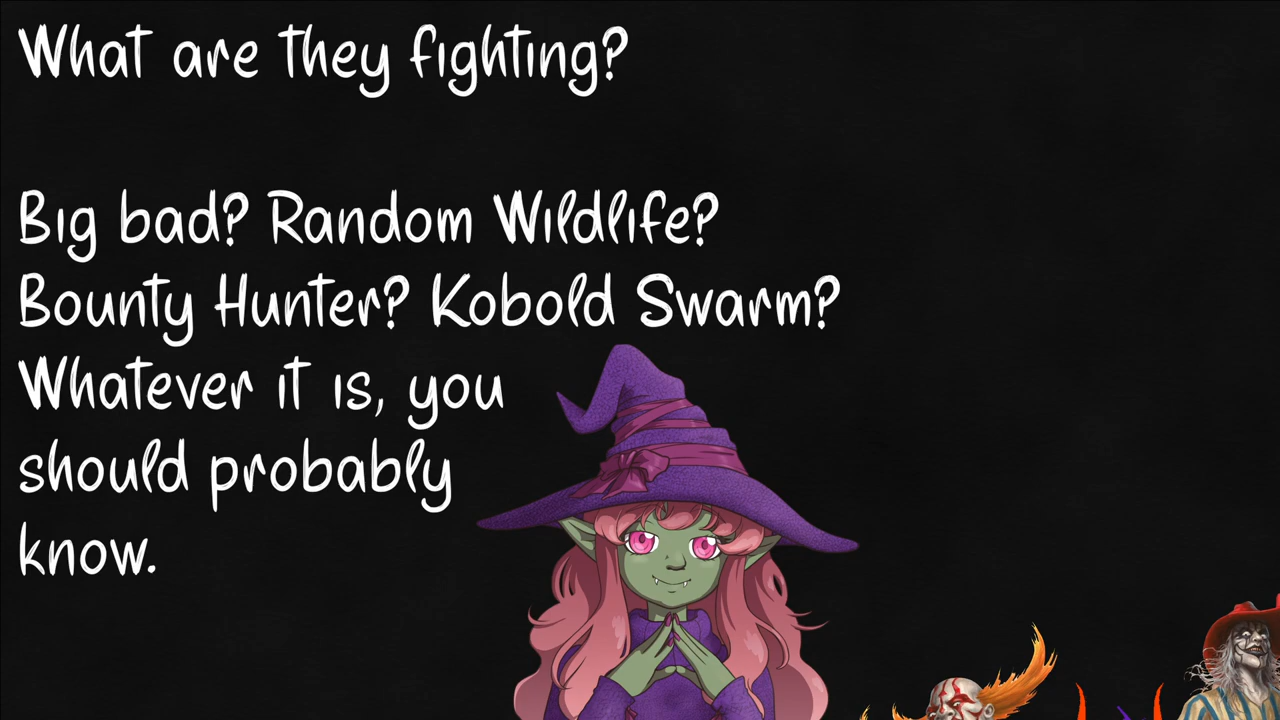 What are they fighting?
Big bad? Random Wildlife?
Bounty Hunter? Kobold Swarm?
Whatever it is, you
should probably
know.